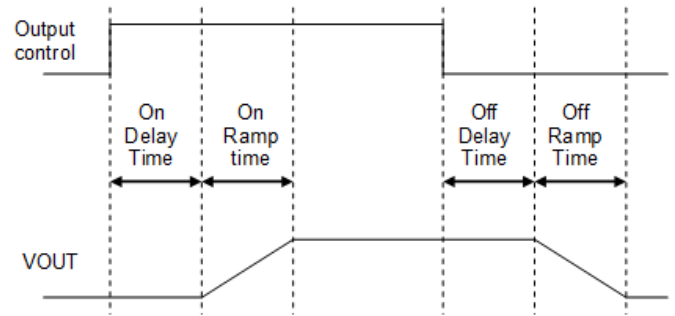 Output
control
On
Delay
Time
On
Ramp
time
Off
Delay
Time
Off
Ramp
Time
VOUT